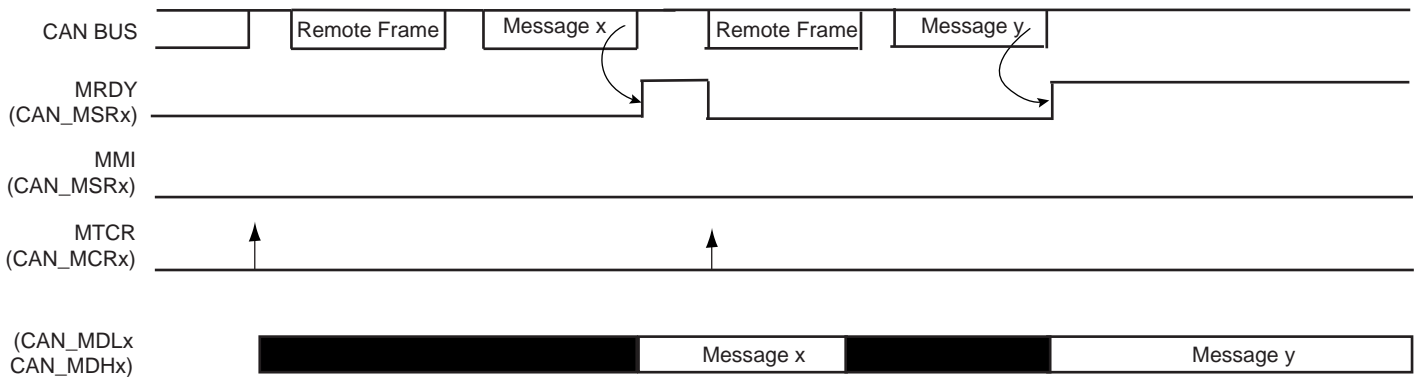 CAN BUS
Remote Frame
Message x
Remote Frame
Message y
MRDY
(CAN_MSRx)
MMI
(CAN_MSRx)
MTCR
(CAN_MCRx)
(CAN_MDLx
CAN_MDHx)
Message x
Message y